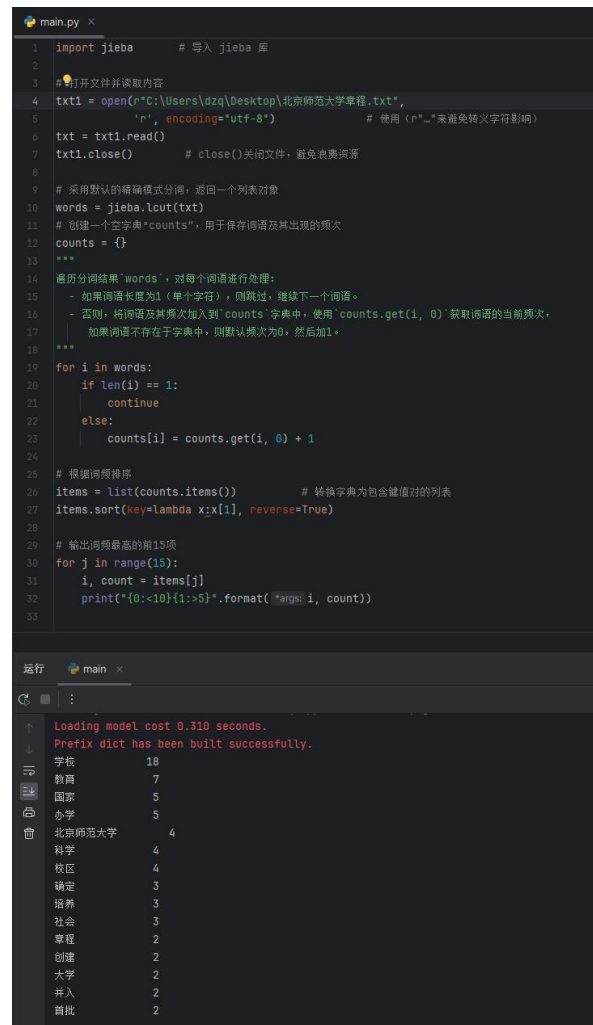 main.py ×
1 import jieba # 导入 jieba 库
2
3 # 打开文件并读取内容
4 txt1 = open(r"C:\Users\dzq\Desktop\北京师范大学章程.txt",
5 'r', encoding="utf-8") # 使用（r"…"来避免转义字符影响）
6 txt = txt1.read()
7 txt1.close() # close()关闭文件，避免浪费资源
8
9 # 采用默认的精确模式分词，返回一个列表对象
10 words = jieba.lcut(txt)
11 # 创建一个空字典“counts”，用于保存词语及其出现的频次
12 counts = {}
13 """
14 遍历分词结果`words`，对每个词语进行处理：
15 - 如果词语长度为1（单个字符），则跳过，继续下一个词语。
16 - 否则，将词语及其频次加入到`counts`字典中，使用`counts.get(i, 0)`获取词语的当前频次，
17 如果词语不存在于字典中，则默认频次为0，然后加1。
18 """
19 for i in words:
20 if len(i) == 1:
21 continue
22 else:
23 counts[i] = counts.get(i, 0) + 1
24
25 # 根据词频排序
26 items = list(counts.items()) # 转换字典为包含键值对的列表
27 items.sort(key=lambda x:x[1], reverse=True)
28
29 # 输出词频最高的前15项
30 for j in range(15):
31 i, count = items[j]
32 print("{0:<10}{1:>5}".format( *args: i, count))
33
运行 main ×
Loading model cost 0.310 seconds.
Prefix dict has been built successfully.
学校 18
教育 7
国家 5
办学 5
北京师范大学 4
科学 4
校区 4
确定 3
培养 3
社会 3
章程 2
创建 2
大学 2
并入 2
首批 2